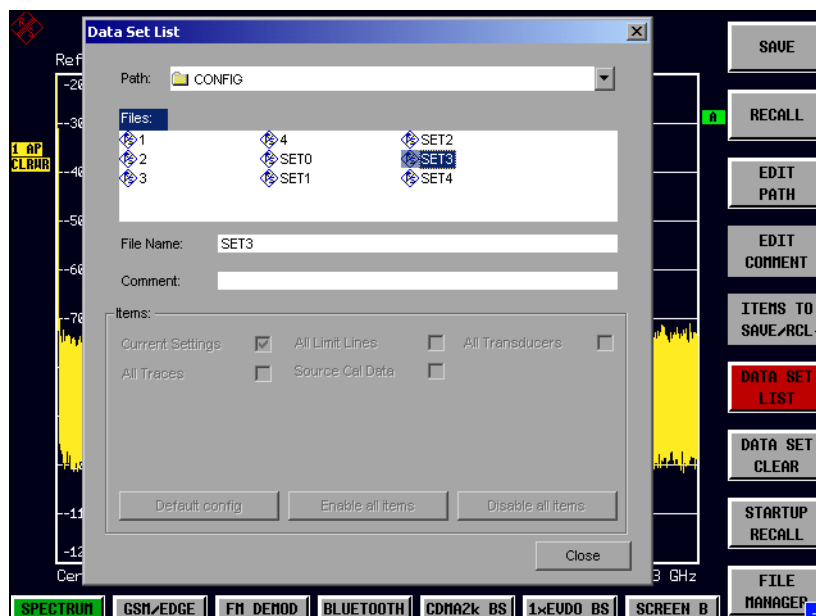 Data Set List
Ref
Path: CONFIG
Files:
1 4 SET2
2 SET0 SET3
3 SET1 SET4
File Name: SET3
Comment:
Items:
Current Settings All Limit Lines All Transducers
All Traces Source Cal Data
Default config Enable all items Disable all items
Close
1 AP
CLRWR
A
-20
-30
-40
-50
-60
-70
-11
-12
Cen
3 GHz
SAVE
RECALL
EDIT
PATH
EDIT
COMMENT
ITEMS TO
SAVE/RCL
DATA SET
LIST
DATA SET
CLEAR
STARTUP
RECALL
FILE
MANAGER
SPECTRUM GSM/EDGE FM DEMOD BLUETOOTH CDMA2k BS 1xEVDO BS SCREEN B